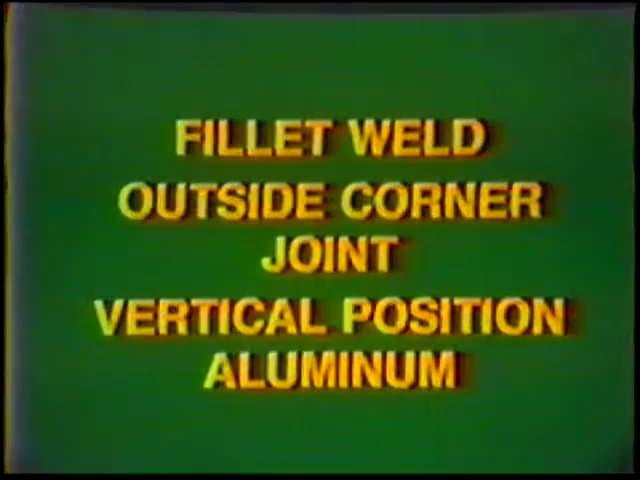 FILLET WELD
OUTSIDE CORNER
JOINT
VERTICAL POSITION
ALUMINUM